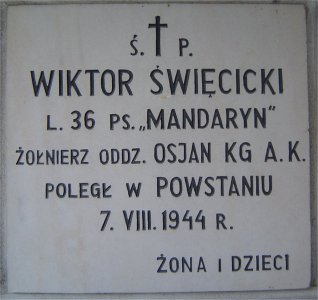 Ś. † P.
WIKTOR ŚWIĘCICKI
L. 36 PS. „MANDARYN"
ŻOŁNIERZ ODDZ. OSJAN KG A.K.
POLEGŁ W POWSTANIU
7. VIII. 1944 R.
ŻONA I DZIECI